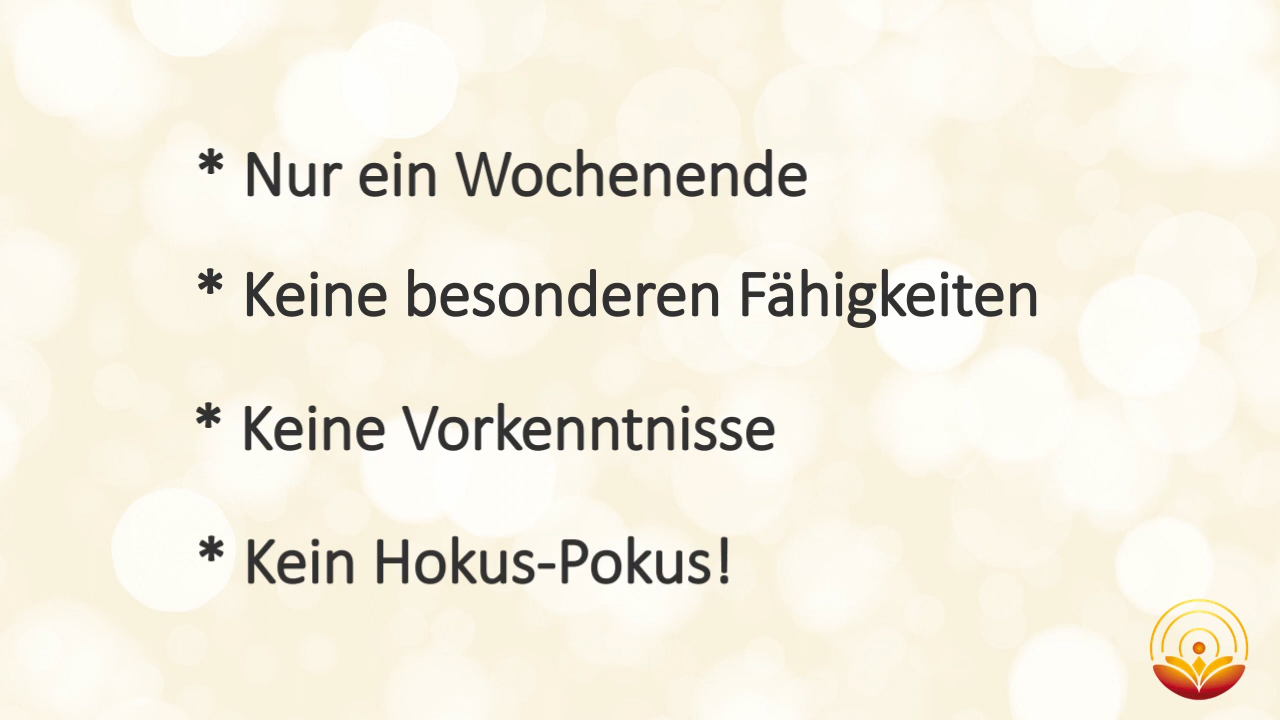 * Nur ein Wochenende
* Keine besonderen Fähigkeiten
* Keine Vorkenntnisse
* Kein Hokus-Pokus!